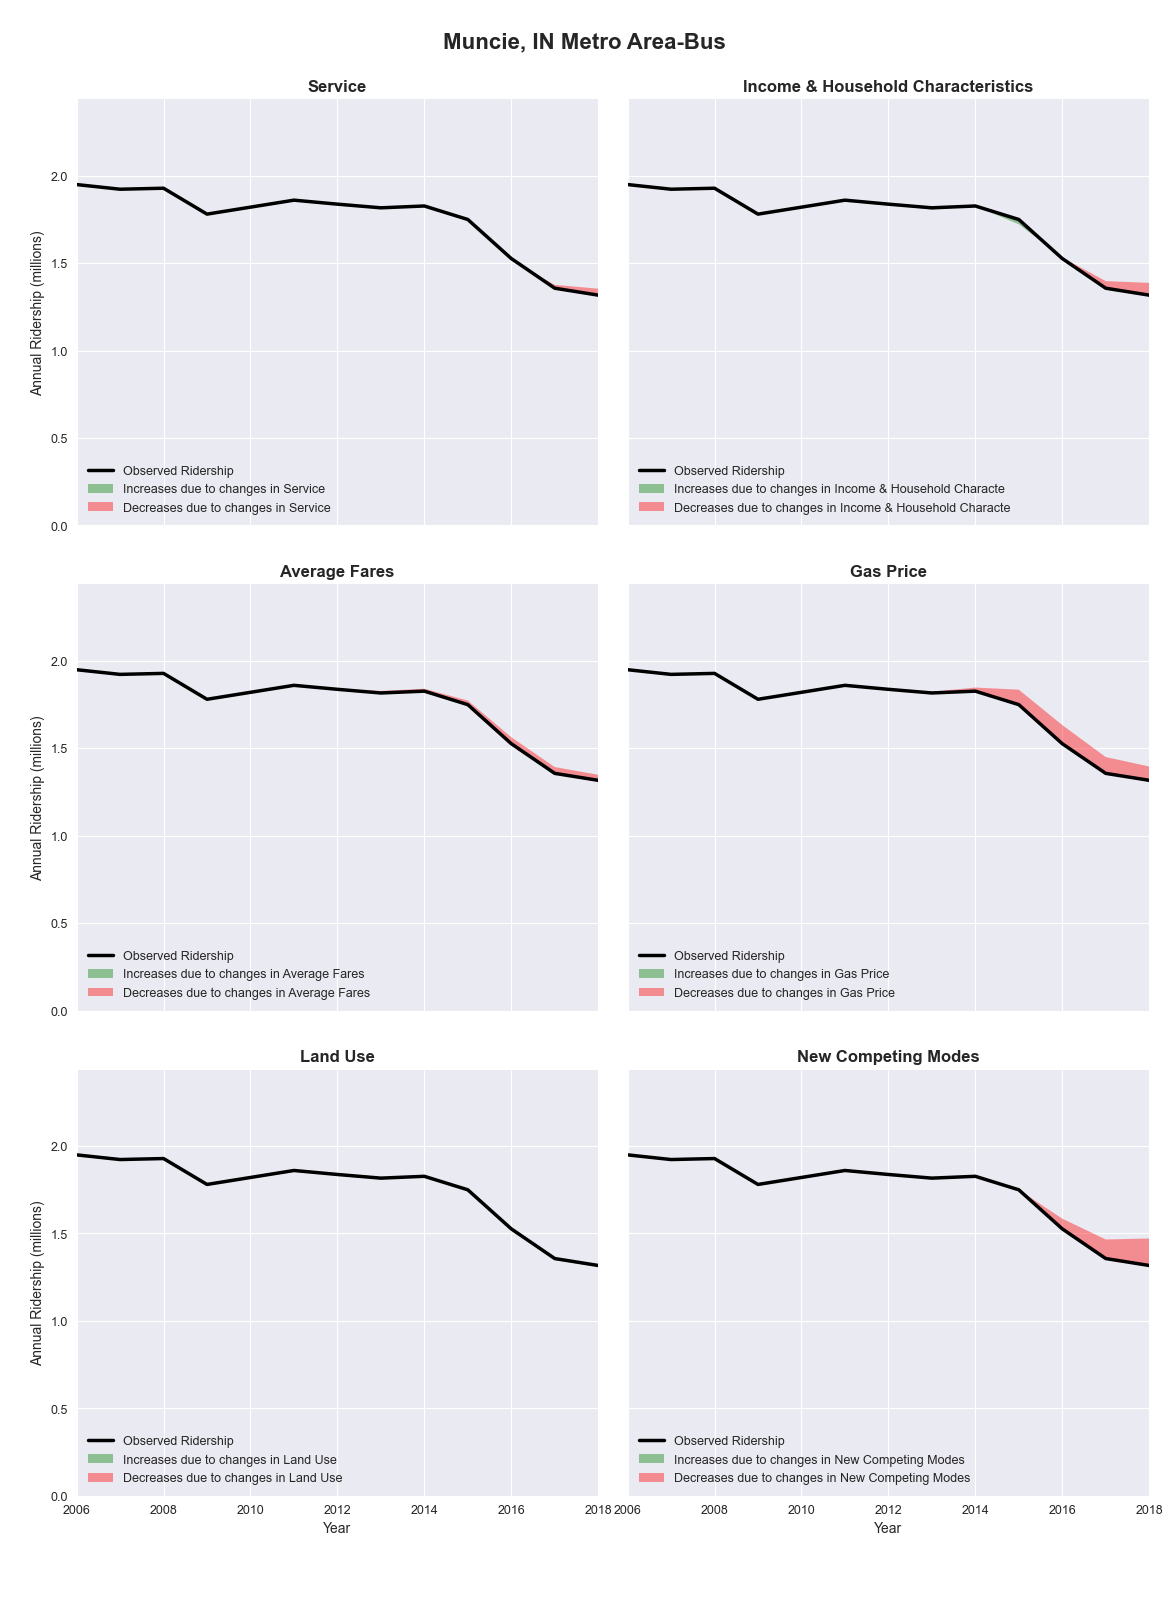 Muncie, IN Metro Area-Bus
Service
Annual Ridership (millions)
2.0
1.5
1.0
0.5
0.0
Observed Ridership
Increases due to changes in Service
Decreases due to changes in Service
Income & Household Characteristics
Observed Ridership
Increases due to changes in Income & Household Characte
Decreases due to changes in Income & Household Characte
Average Fares
Annual Ridership (millions)
2.0
1.5
1.0
0.5
0.0
Observed Ridership
Increases due to changes in Average Fares
Decreases due to changes in Average Fares
Gas Price
Observed Ridership
Increases due to changes in Gas Price
Decreases due to changes in Gas Price
Land Use
Annual Ridership (millions)
2.0
1.5
1.0
0.5
0.0
Observed Ridership
Increases due to changes in Land Use
Decreases due to changes in Land Use
2006 2008 2010 2012 2014 2016 2018
Year
New Competing Modes
Observed Ridership
Increases due to changes in New Competing Modes
Decreases due to changes in New Competing Modes
2006 2008 2010 2012 2014 2016 2018
Year